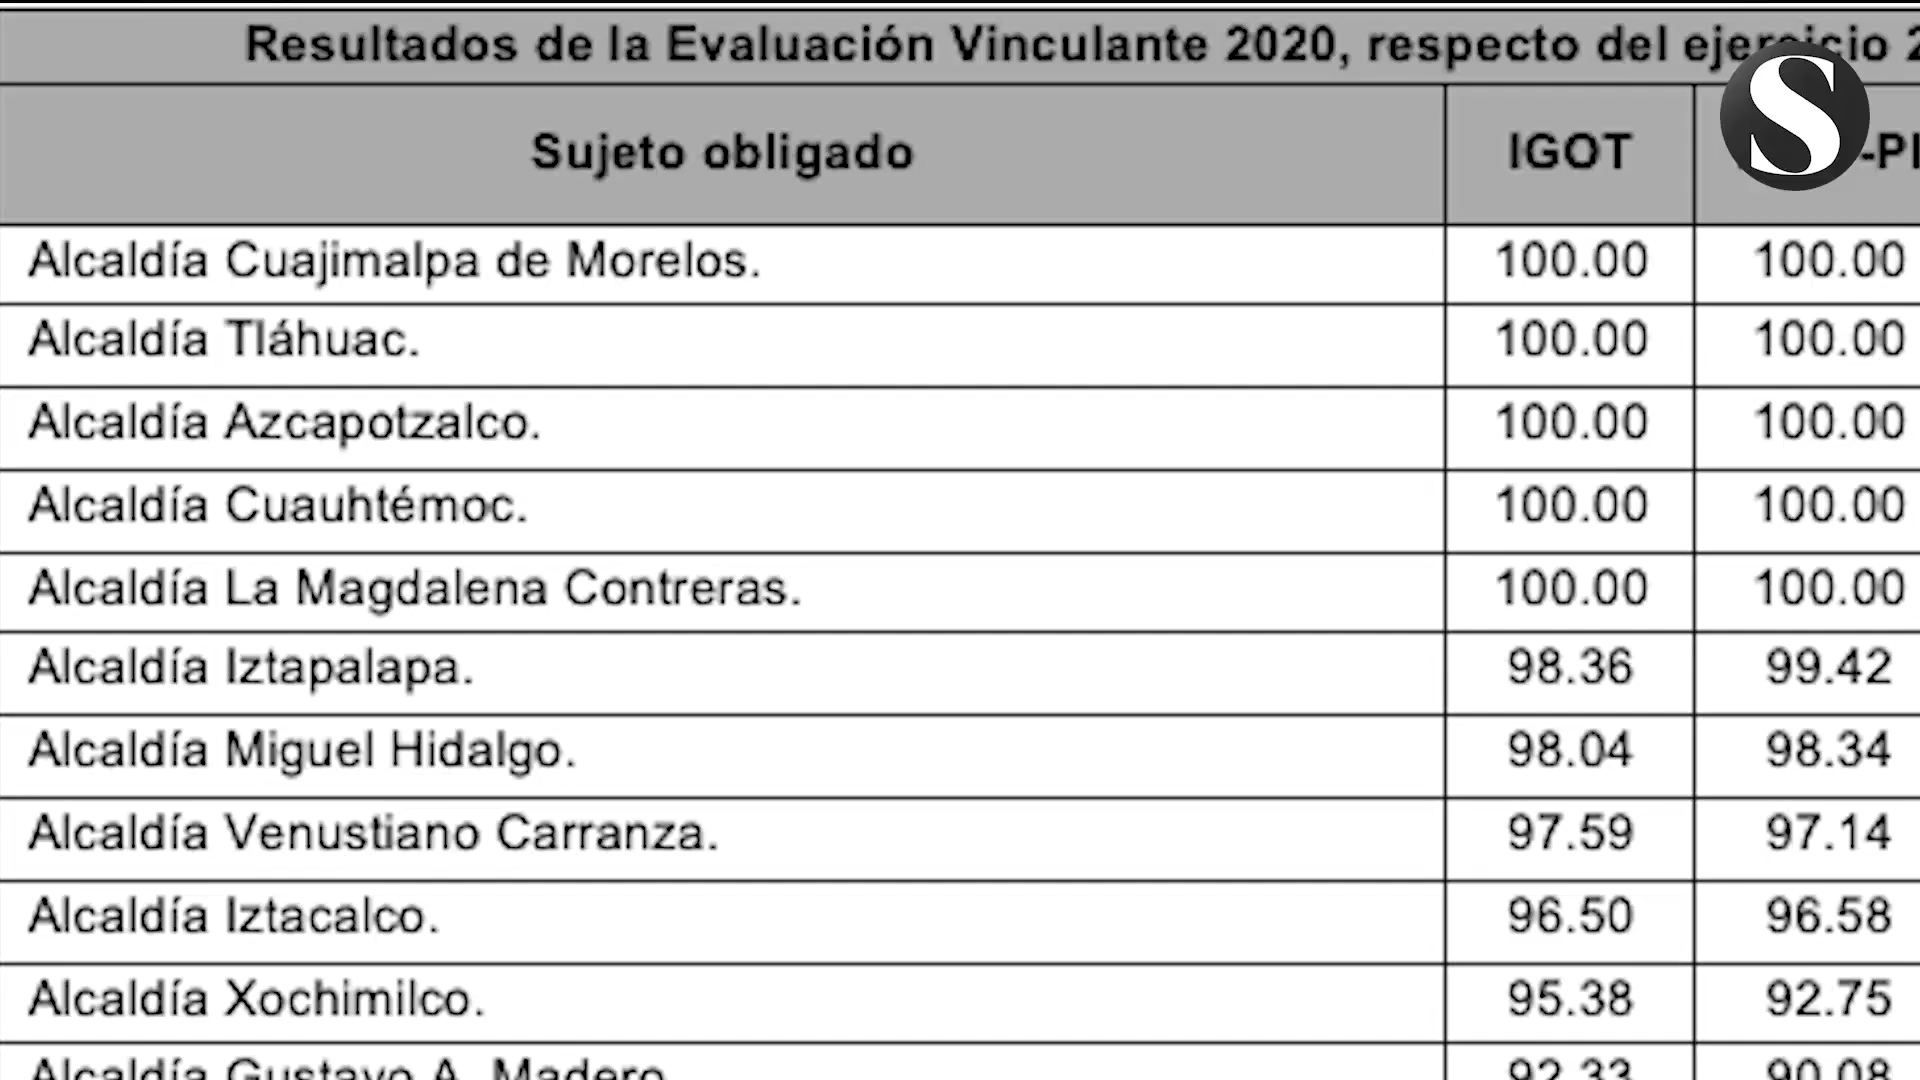 Resultados de la Evaluación Vinculante 2020, respecto del ejercicio 2
Sujeto obligado IGOT -PI
Alcaldía Cuajimalpa de Morelos. 100.00 100.00
Alcaldía Tláhuac. 100.00 100.00
Alcaldía Azcapotzalco. 100.00 100.00
Alcaldía Cuauhtémoc. 100.00 100.00
Alcaldía La Magdalena Contreras. 100.00 100.00
Alcaldía Iztapalapa. 98.36 99.42
Alcaldía Miguel Hidalgo. 98.04 98.34
Alcaldía Venustiano Carranza. 97.59 97.14
Alcaldía Iztacalco. 96.50 96.58
Alcaldía Xochimilco. 95.38 92.75
Alcaldía Gustavo A. Madero. 92.33 90.08
S